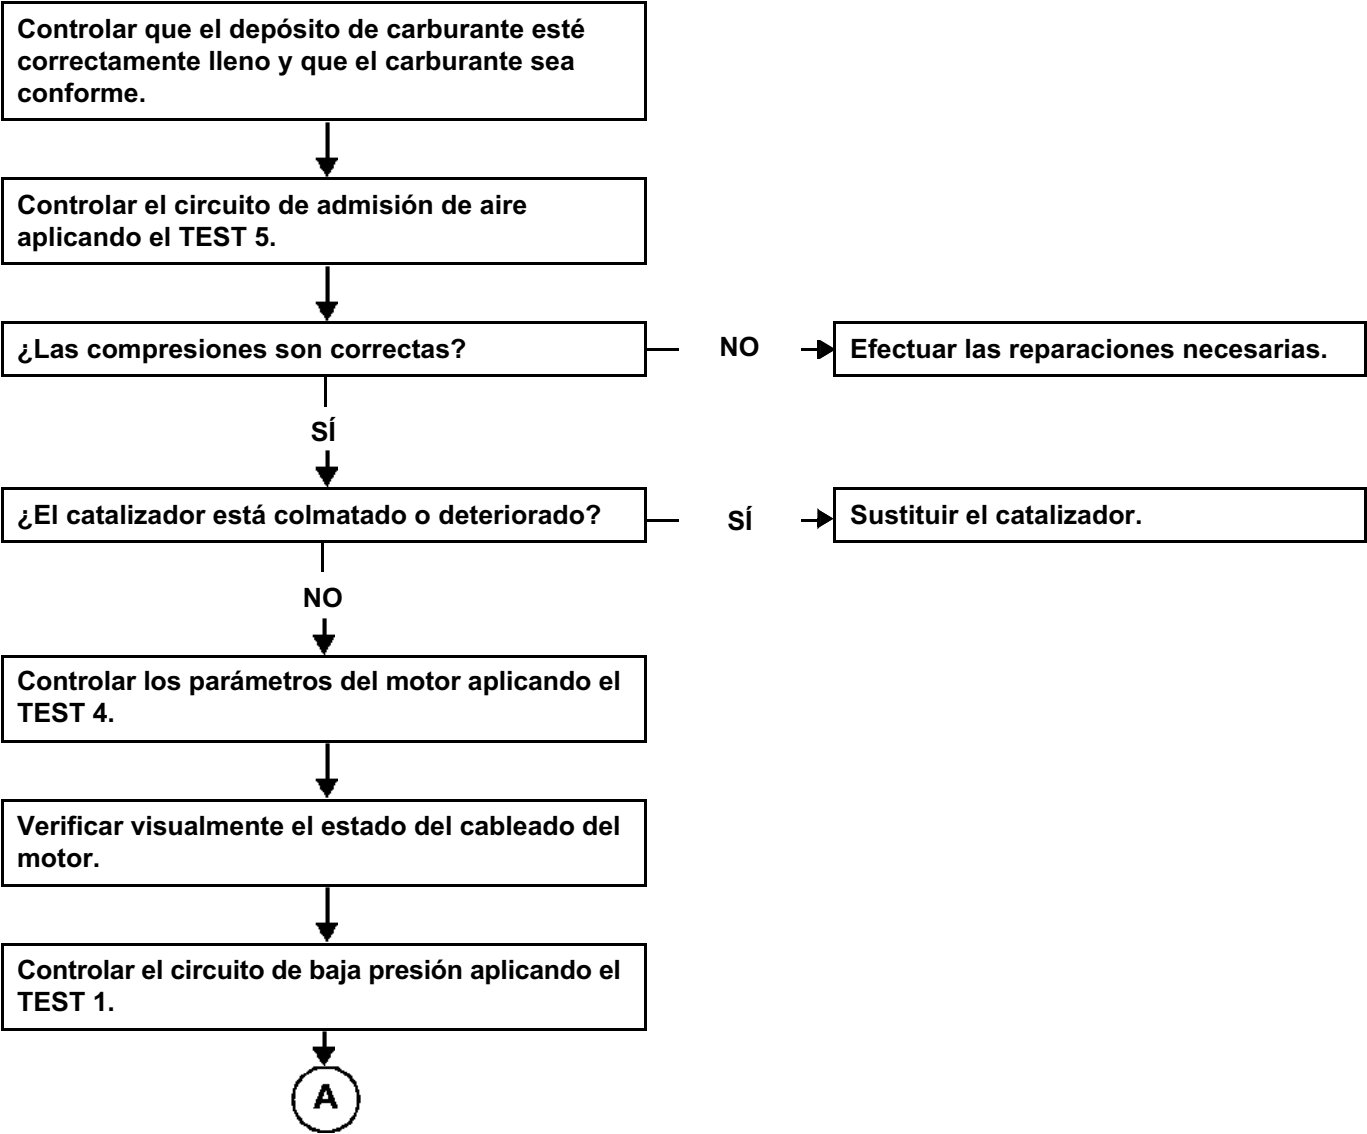 Controlar que el depósito de carburante esté
correctamente lleno y que el carburante sea
conforme.
Controlar el circuito de admisión de aire
aplicando el TEST 5.
¿Las compresiones son correctas?
NO
Efectuar las reparaciones necesarias.
SÍ
¿El catalizador está colmatado o deteriorado?
SÍ
Sustituir el catalizador.
NO
Controlar los parámetros del motor aplicando el
TEST 4.
Verificar visualmente el estado del cableado del
motor.
Controlar el circuito de baja presión aplicando el
TEST 1.
A